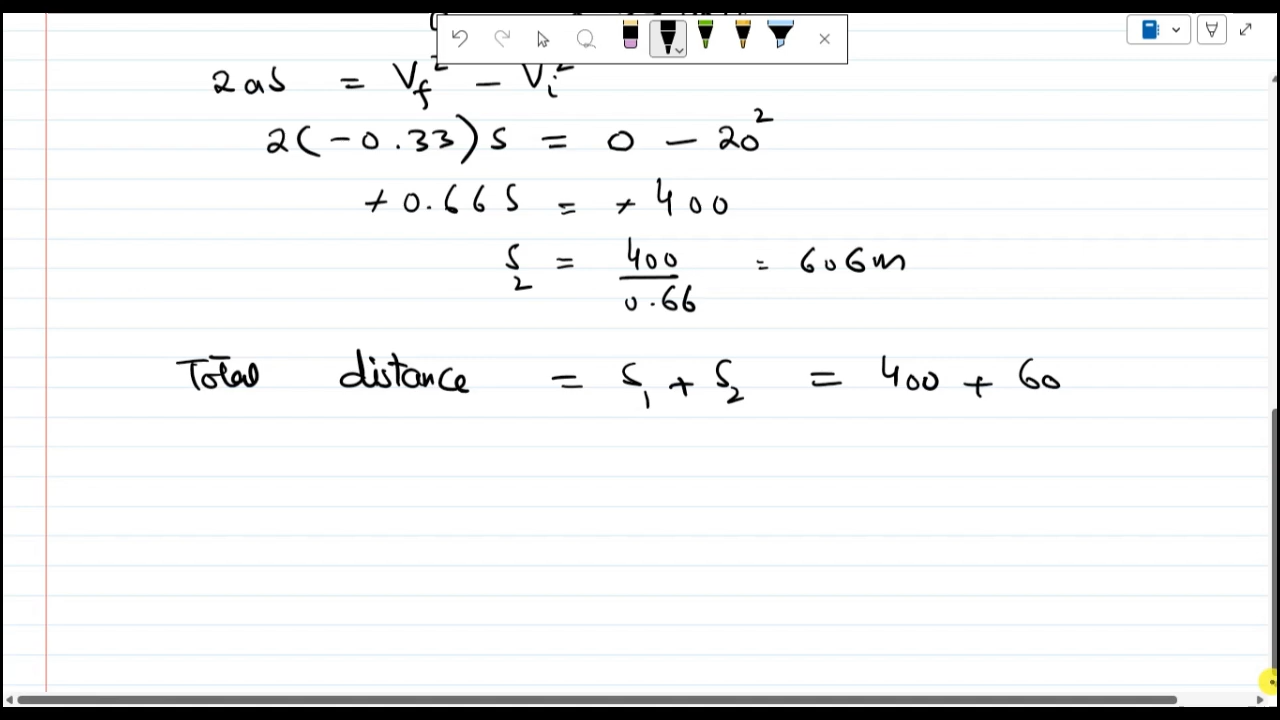 2as = Vf² - Vi²
2(-0.33)S = 0 - 20²
+0.66S = +400
S₂ = 400/0.66 = 606m
Total distance = S₁ + S₂ = 400 + 60